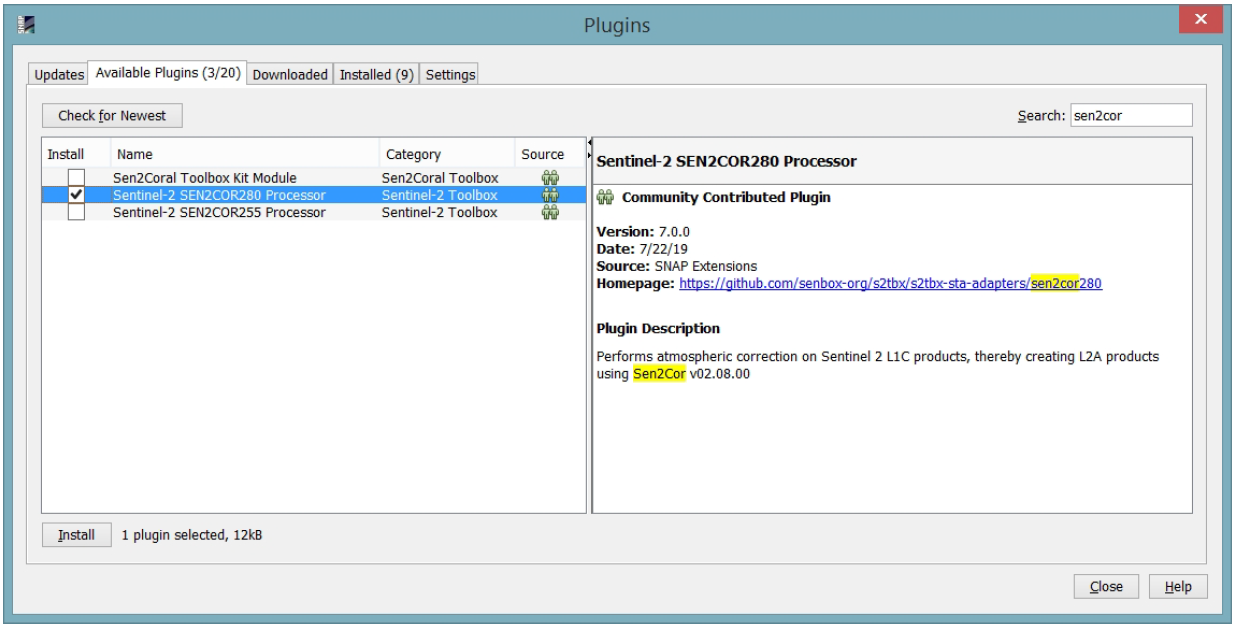 SNAP
Plugins
Updates Available Plugins (3/20) Downloaded Installed (9) Settings
Check for Newest Search: sen2cor
Install Name Category Source
Sen2Coral Toolbox Kit Module Sen2Coral Toolbox
Sentinel-2 SEN2COR280 Processor Sentinel-2 Toolbox
Sentinel-2 SEN2COR255 Processor Sentinel-2 Toolbox
Sentinel-2 SEN2COR280 Processor
Community Contributed Plugin
Version: 7.0.0
Date: 7/22/19
Source: SNAP Extensions
Homepage: https://github.com/senbox-org/s2tbx/s2tbx-sta-adapters/sen2cor280
Plugin Description
Performs atmospheric correction on Sentinel 2 L1C products, thereby creating L2A products
using Sen2Cor v02.08.00
Install 1 plugin selected, 12kB
Close Help